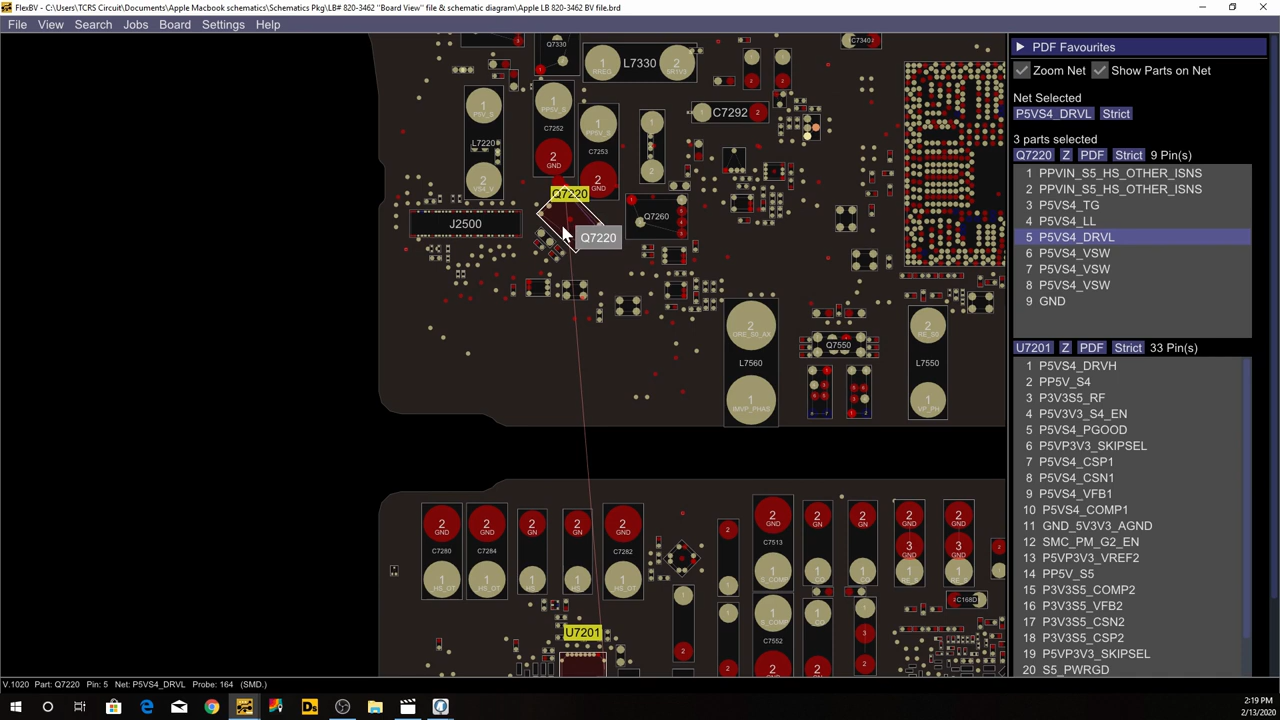 FlexBV - C:\Users\TCRS Circuit\Documents\Apple Macbook schematics\Schematics Pkg\LB# 820-3462 "Board View" file & schematic diagram\Apple LB 820-3462 BV file.brd
File View Search Jobs Board Settings Help
PDF Favourites
Zoom Net Show Parts on Net
Net Selected
P5VS4_DRVL Strict
3 parts selected
Q7220 Z PDF Strict 9 Pin(s)
1 PPVIN_S5_HS_OTHER_ISNS
2 PPVIN_S5_HS_OTHER_ISNS
3 P5VS4_TG
4 P5VS4_LL
5 P5VS4_DRVL
6 P5VS4_VSW
7 P5VS4_VSW
8 P5VS4_VSW
9 GND
U7201 Z PDF Strict 33 Pin(s)
1 P5VS4_DRVH
2 PP5V_S4
3 P3V3S5_RF
4 P5V3V3_S4_EN
5 P5VS4_PGOOD
6 P5VP3V3_SKIPSEL
7 P5VS4_CSP1
8 P5VS4_CSN1
9 P5VS4_VFB1
10 P5VS4_COMP1
11 GND_5V3V3_AGND
12 SMC_PM_G2_EN
13 P5VP3V3_VREF2
14 PP5V_S5
15 P3V3S5_COMP2
16 P3V3S5_VFB2
17 P3V3S5_CSN2
18 P3V3S5_CSP2
19 P5VP3V3_SKIPSEL
20 S5_PWRGD
Q7330
L7330
C7340
C7292
L7220
C7252
C7253
Q7220
Q7220
J2500
Q7260
L7560
Q7550
L7550
C7280
C7284
C7282
C7513
C7552
C168D
U7201
V.1020 Part: Q7220 Pin: 5 Net: P5VS4_DRVL Probe: 164 (SMD.)
2:19 PM
2/13/2020